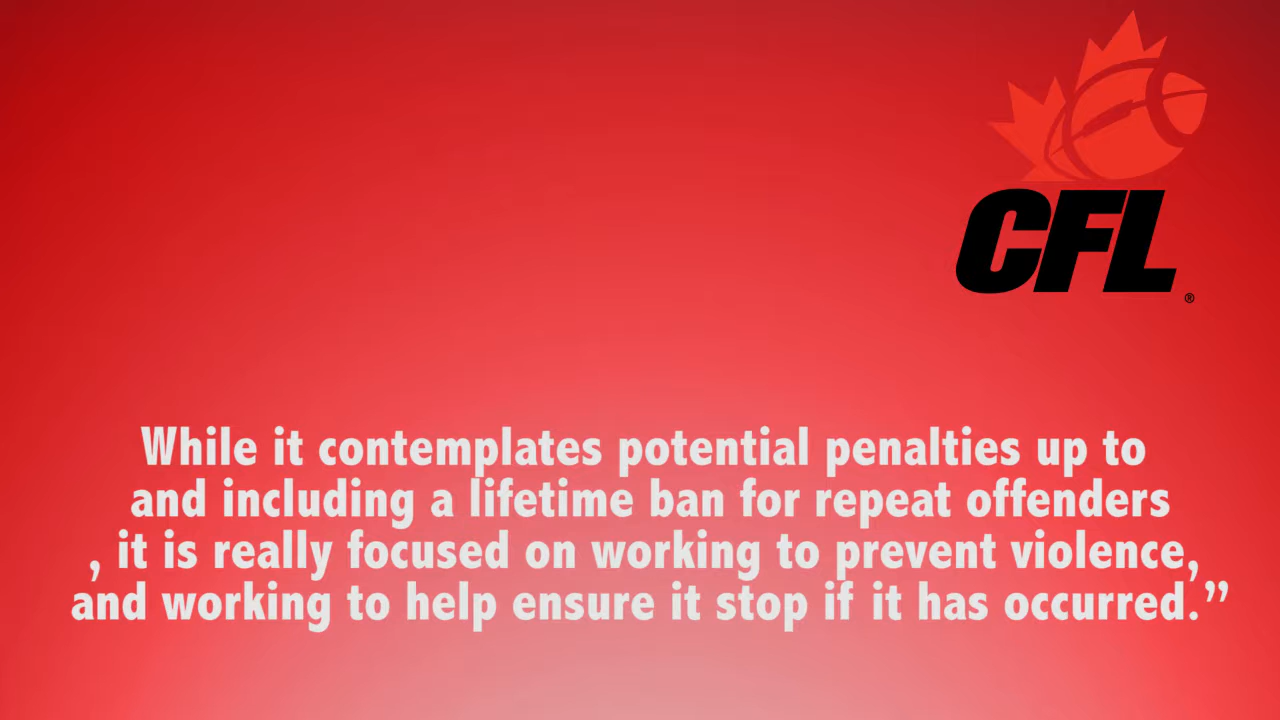 CFL
®
While it contemplates potential penalties up to
and including a lifetime ban for repeat offenders
, it is really focused on working to prevent violence,
and working to help ensure it stop if it has occurred.”